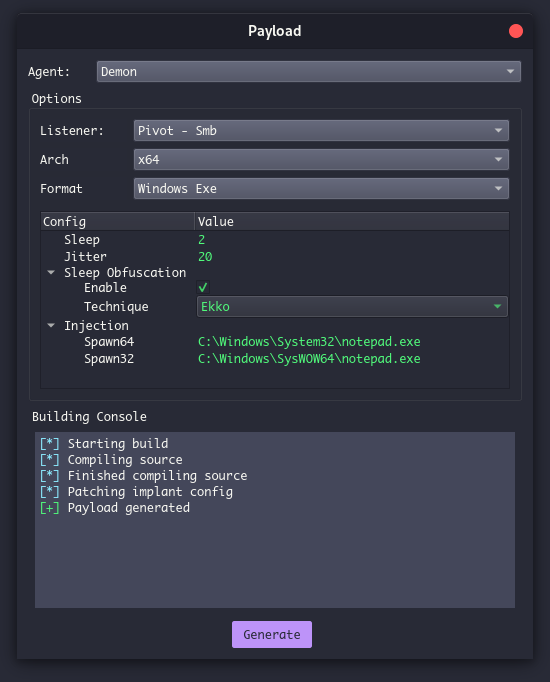 Payload
Agent: Demon
Options
Listener: Pivot - Smb
Arch x64
Format Windows Exe
Config Value
Sleep 2
Jitter 20
Sleep Obfuscation
Enable ✓
Technique Ekko
Injection
Spawn64 C:\Windows\System32\notepad.exe
Spawn32 C:\Windows\SysWOW64\notepad.exe
Building Console
[*] Starting build
[*] Compiling source
[*] Finished compiling source
[*] Patching implant config
[+] Payload generated
Generate